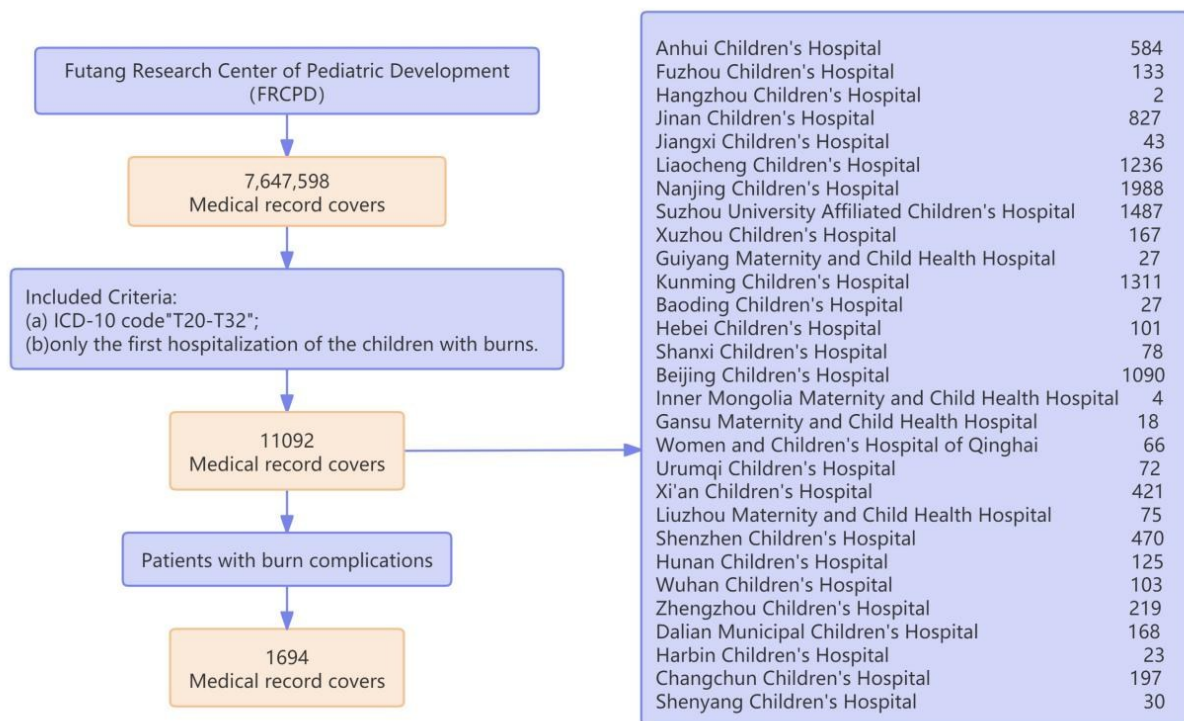 Futang Research Center of Pediatric Development
(FRCPD)
7,647,598
Medical record covers
Included Criteria:
(a) ICD-10 code"T20-T32";
(b)only the first hospitalization of the children with burns.
11092
Medical record covers
Patients with burn complications
1694
Medical record covers
Anhui Children's Hospital 584
Fuzhou Children's Hospital 133
Hangzhou Children's Hospital 2
Jinan Children's Hospital 827
Jiangxi Children's Hospital 43
Liaocheng Children's Hospital 1236
Nanjing Children's Hospital 1988
Suzhou University Affiliated Children's Hospital 1487
Xuzhou Children's Hospital 167
Guiyang Maternity and Child Health Hospital 27
Kunming Children's Hospital 1311
Baoding Children's Hospital 27
Hebei Children's Hospital 101
Shanxi Children's Hospital 78
Beijing Children's Hospital 1090
Inner Mongolia Maternity and Child Health Hospital 4
Gansu Maternity and Child Health Hospital 18
Women and Children's Hospital of Qinghai 66
Urumqi Children's Hospital 72
Xi'an Children's Hospital 421
Liuzhou Maternity and Child Health Hospital 75
Shenzhen Children's Hospital 470
Hunan Children's Hospital 125
Wuhan Children's Hospital 103
Zhengzhou Children's Hospital 219
Dalian Municipal Children's Hospital 168
Harbin Children's Hospital 23
Changchun Children's Hospital 197
Shenyang Children's Hospital 30